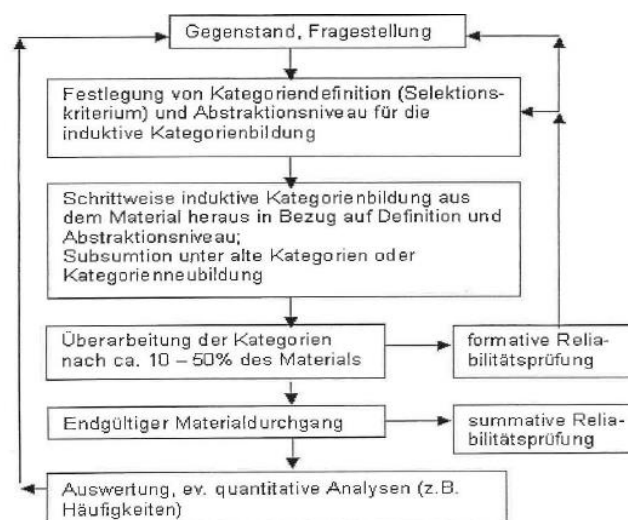 Gegenstand, Fragestellung
Festlegung von Kategoriendefinition (Selektions-
kriterium) und Abstraktionsniveau für die
induktive Kategorienbildung
Schrittweise induktive Kategorienbildung aus
dem Material heraus in Bezug auf Definition und
Abstraktionsniveau;
Subsumtion unter alte Kategorien oder
Kategorienneubildung
Überarbeitung der Kategorien
nach ca. 10 – 50% des Materials
formative Relia-
bilitätsprüfung
Endgültiger Materialdurchgang
summative Relia-
bilitätsprüfung
Auswertung, ev. quantitative Analysen (z.B.
Häufigkeiten)